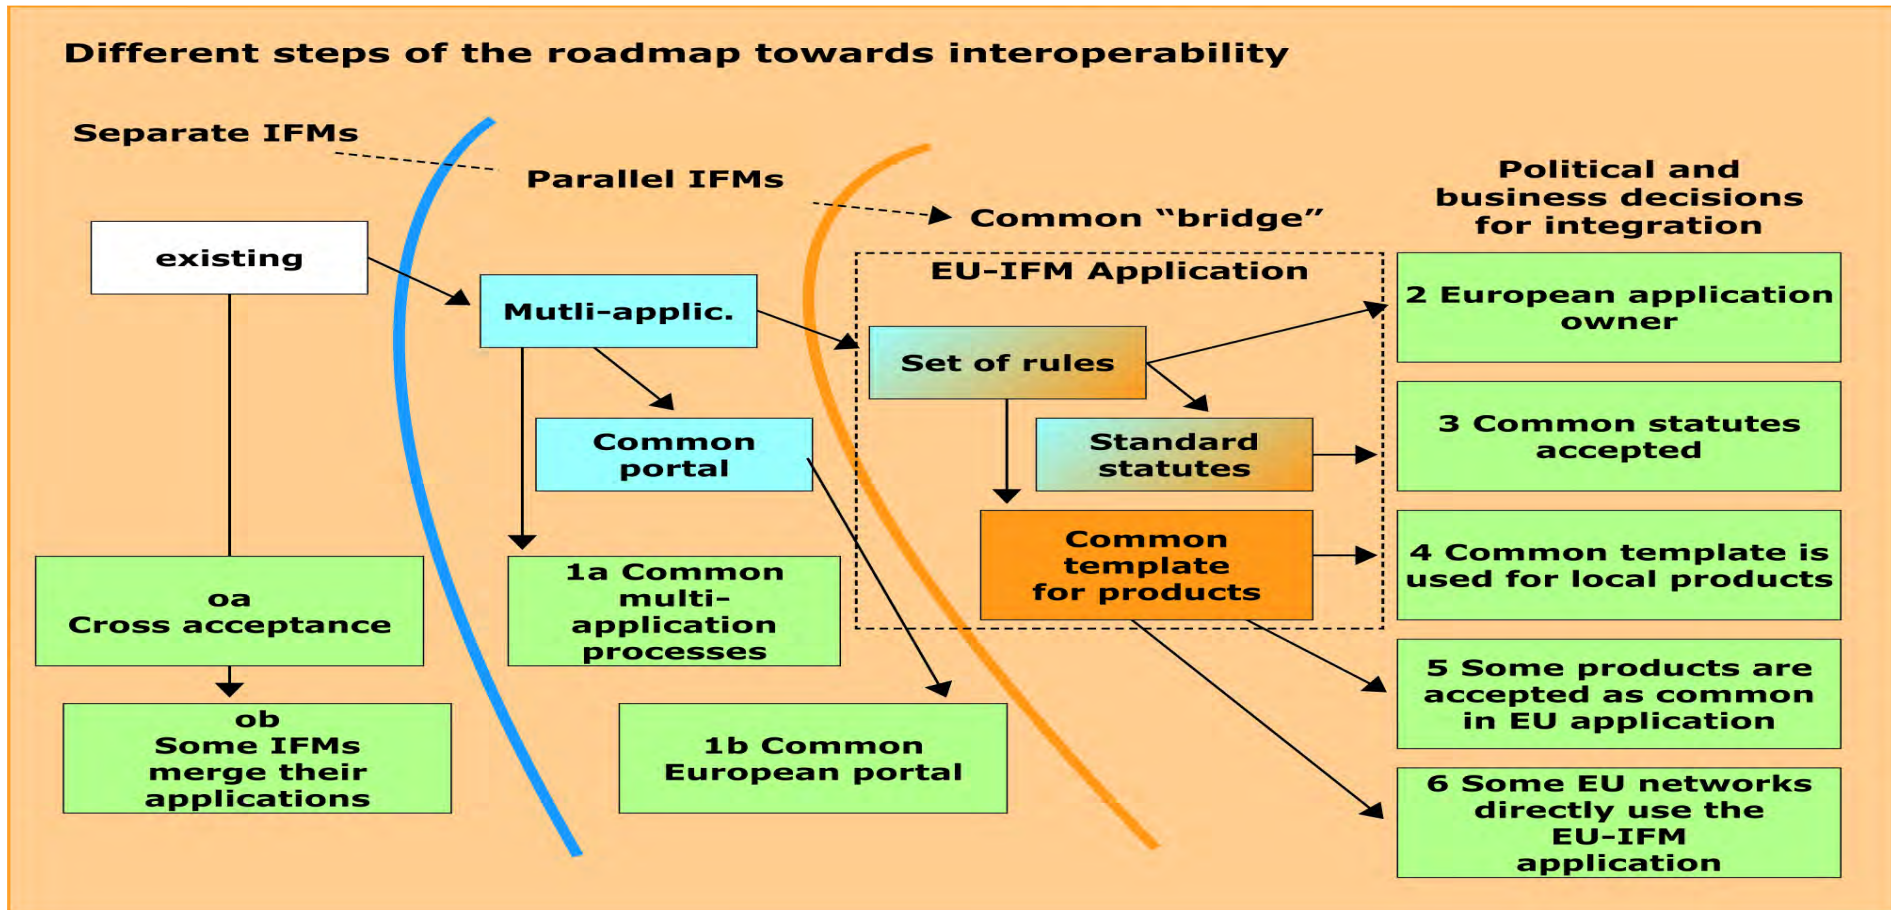 Different steps of the roadmap towards interoperability
Separate IFMs
Parallel IFMs
Common “bridge”
Political and
business decisions
for integration
existing
Mutli-applic.
EU-IFM Application
Set of rules
Common
portal
Standard
statutes
Common
template
for products
oa
Cross acceptance
ob
Some IFMs
merge their
applications
1a Common
multi-
application
processes
1b Common
European portal
2 European application
owner
3 Common statutes
accepted
4 Common template is
used for local products
5 Some products are
accepted as common
in EU application
6 Some EU networks
directly use the
EU-IFM
application